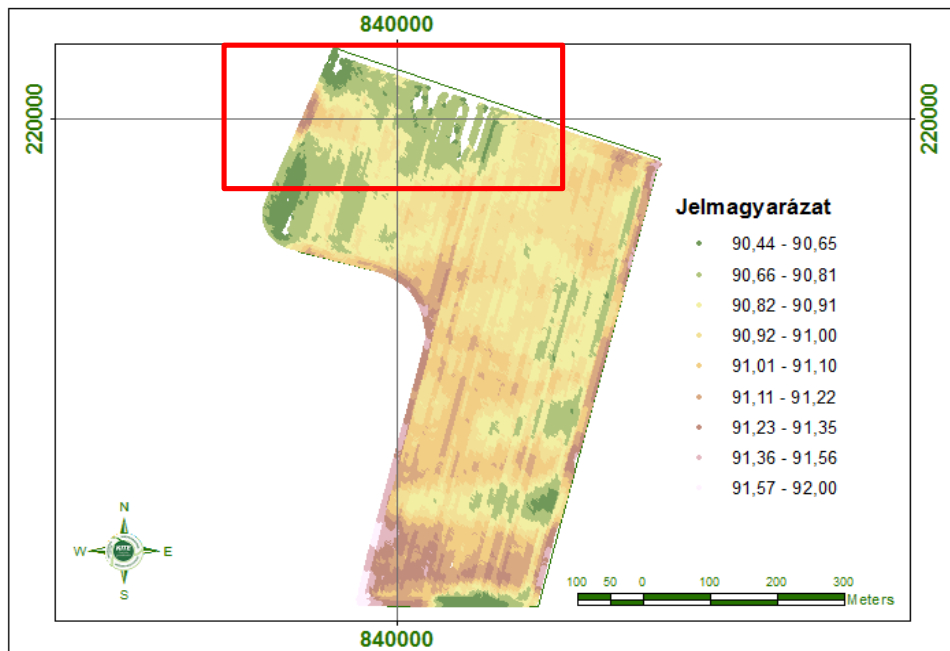 840000
220000
220000
Jelmagyarázat
90,44 - 90,65
90,66 - 90,81
90,82 - 90,91
90,92 - 91,00
91,01 - 91,10
91,11 - 91,22
91,23 - 91,35
91,36 - 91,56
91,57 - 92,00
N
W KITE E
S
100 50 0 100 200 300
Meters
840000